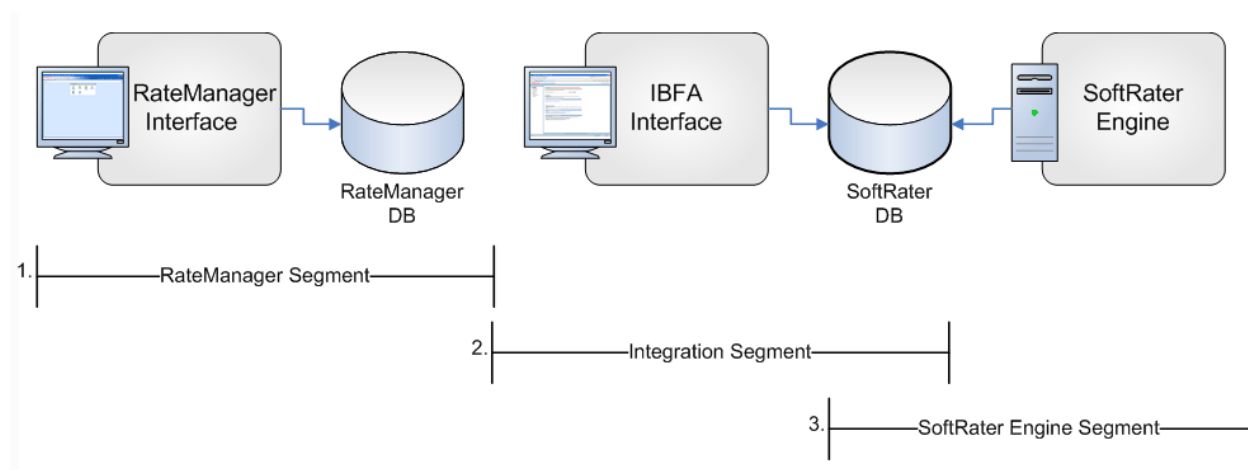 RateManager
Interface
RateManager
DB
IBFA
Interface
SoftRater
DB
SoftRater
Engine
1. RateManager Segment
2. Integration Segment
3. SoftRater Engine Segment